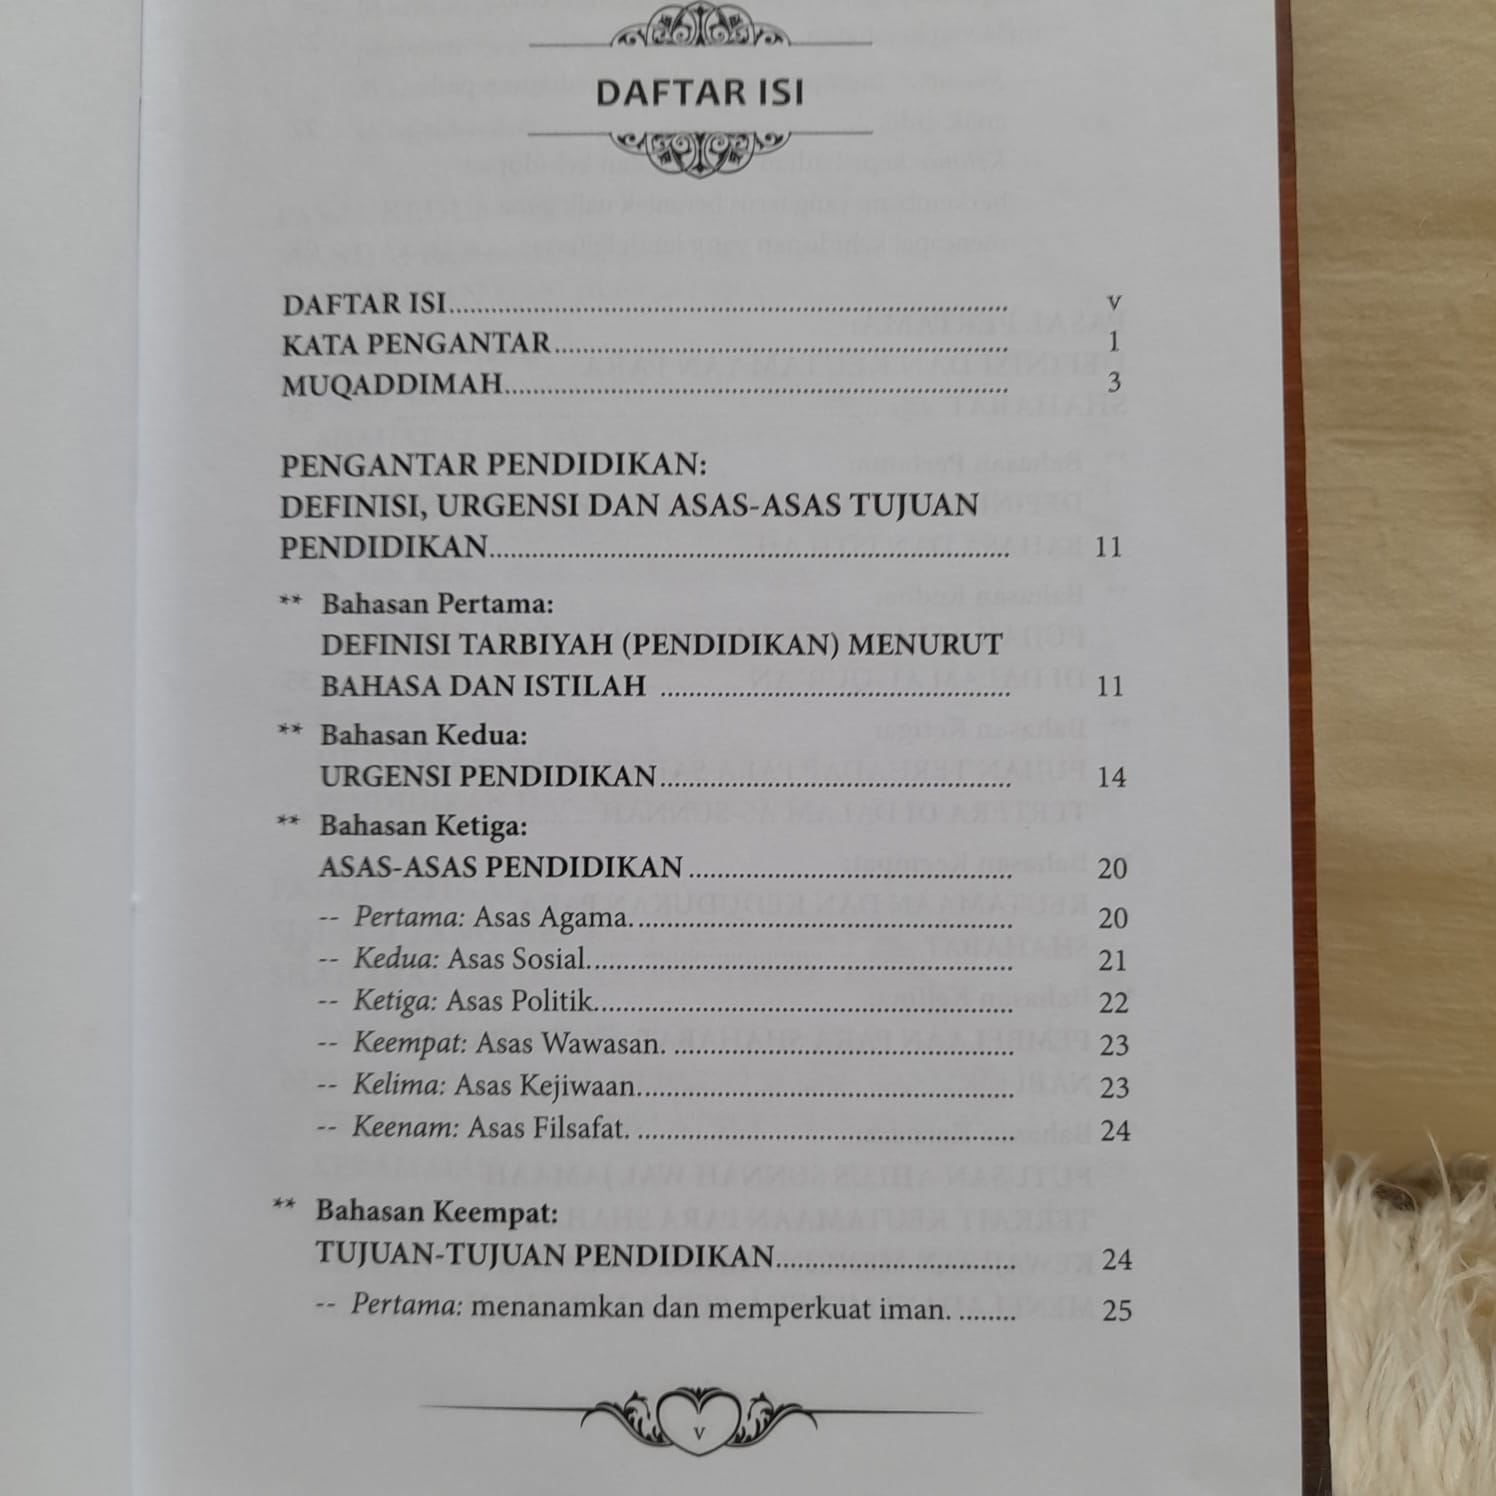 DAFTAR ISI
DAFTAR ISI................................................................................ v
KATA PENGANTAR................................................................. 1
MUQADDIMAH........................................................................ 3
PENGANTAR PENDIDIKAN:
DEFINISI, URGENSI DAN ASAS-ASAS TUJUAN
PENDIDIKAN.......................................................................... 11
** Bahasan Pertama:
DEFINISI TARBIYAH (PENDIDIKAN) MENURUT
BAHASA DAN ISTILAH ................................................. 11
** Bahasan Kedua:
URGENSI PENDIDIKAN................................................. 14
** Bahasan Ketiga:
ASAS-ASAS PENDIDIKAN ............................................. 20
-- Pertama: Asas Agama. ..................................................... 20
-- Kedua: Asas Sosial............................................................ 21
-- Ketiga: Asas Politik........................................................... 22
-- Keempat: Asas Wawasan. ................................................ 23
-- Kelima: Asas Kejiwaan..................................................... 23
-- Keenam: Asas Filsafat. ..................................................... 24
** Bahasan Keempat:
TUJUAN-TUJUAN PENDIDIKAN.................................. 24
-- Pertama: menanamkan dan memperkuat iman. ........ 25
v